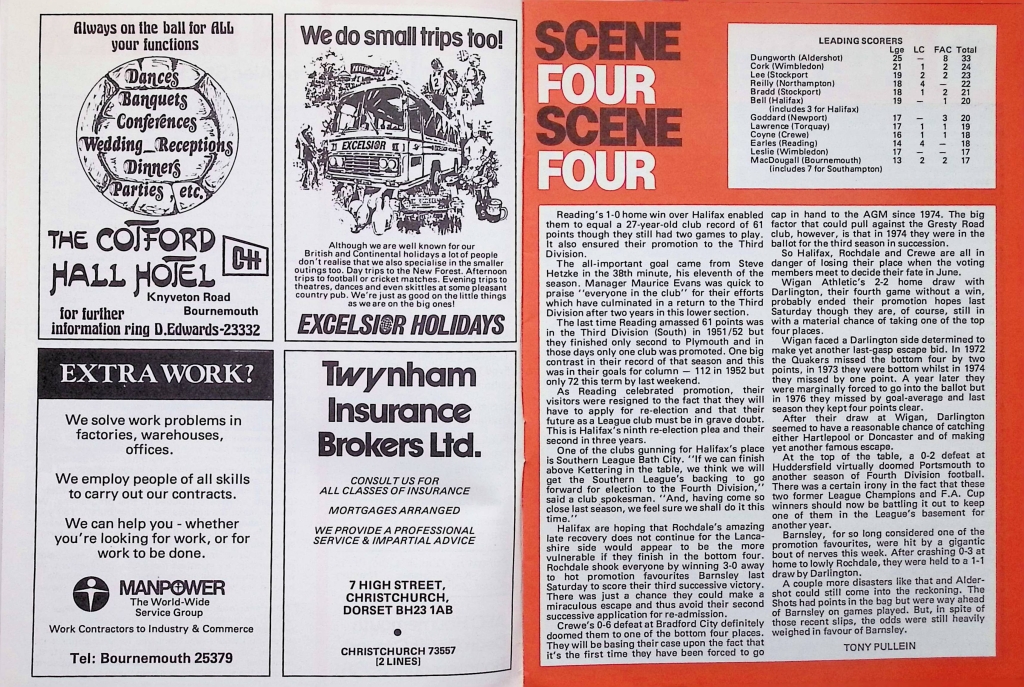 Always on the ball for ALL
your functions
Dances
Banquets
Conferences
Wedding Receptions
Dinners
Parties etc.
THE COTFORD
HALL HOTEL
CHH
Knyveton Road
Bournemouth
for further
information ring D.Edwards-23332
We do small trips too!
EXCELSIOR
Although we are well known for our
British and Continental holidays a lot of people
don't realise that we also specialise in the smaller
outings too. Day trips to the New Forest. Afternoon
trips to football or cricket matches. Evening trips to
theatres, dances and even skittles at some pleasant
country pub. We're just as good on the little things
as we are on the big ones!
EXCELSIOR HOLIDAYS
EXTRA WORK?
We solve work problems in
factories, warehouses,
offices.
We employ people of all skills
to carry out our contracts.
We can help you - whether
you're looking for work, or for
work to be done.
MANPOWER
The World-Wide
Service Group
Work Contractors to Industry & Commerce
Tel: Bournemouth 25379
Twynham
Insurance
Brokers Ltd.
CONSULT US FOR
ALL CLASSES OF INSURANCE
MORTGAGES ARRANGED
WE PROVIDE A PROFESSIONAL
SERVICE & IMPARTIAL ADVICE
7 HIGH STREET,
CHRISTCHURCH,
DORSET BH23 1AB
CHRISTCHURCH 73557
[2 LINES]
SCENE
FOUR
SCENE
FOUR
LEADING SCORERS
Lge LC FAC Total
Dungworth (Aldershot) 25 — 8 33
Cork (Wimbledon) 21 1 2 24
Lee (Stockport 19 2 2 23
Reilly (Northampton) 18 4 — 22
Bradd (Stockport) 18 1 2 21
Bell (Halifax) 19 — 1 20
(includes 3 for Halifax)
Goddard (Newport) 17 — 3 20
Lawrence (Torquay) 17 1 1 19
Coyne (Crewe) 16 1 1 18
Earles (Reading) 14 4 — 18
Leslie (Wimbledon) 17 — — 17
MacDougall (Bournemouth) 13 2 2 17
(includes 7 for Southampton)
Reading's 1-0 home win over Halifax enabled
them to equal a 27-year-old club record of 61
points though they still had two games to play.
It also ensured their promotion to the Third
Division.
The all-important goal came from Steve
Hetzke in the 38th minute, his eleventh of the
season. Manager Maurice Evans was quick to
praise "everyone in the club" for their efforts
which have culminated in a return to the Third
Division after two years in this lower section.
The last time Reading amassed 61 points was
in the Third Division (South) in 1951/52 but
they finished only second to Plymouth and in
those days only one club was promoted. One big
contrast in their record of that season and this
was in their goals for column — 112 in 1952 but
only 72 this term by last weekend.
As Reading celebrated promotion, their
visitors were resigned to the fact that they will
have to apply for re-election and that their
future as a League club must be in grave doubt.
This is Halifax's ninth re-election plea and their
second in three years.
One of the clubs gunning for Halifax's place
is Southern League Bath City. "If we can finish
above Kettering in the table, we think we will
get the Southern League's backing to go
forward for election to the Fourth Division,"
said a club spokesman. "And, having come so
close last season, we feel sure we shall do it this
time."
Halifax are hoping that Rochdale's amazing
late recovery does not continue for the Lanca-
shire side would appear to be the more
vulnerable if they finish in the bottom four.
Rochdale shook everyone by winning 3-0 away
to hot promotion favourites Barnsley last
Saturday to score their third successive victory.
There was just a chance they could make a
miraculous escape and thus avoid their second
successive application for re-admission.
Crewe's 0-6 defeat at Bradford City definitely
doomed them to one of the bottom four places.
They will be basing their case upon the fact that
it's the first time they have been forced to go
cap in hand to the AGM since 1974. The big
factor that could pull against the Gresty Road
club, however, is that in 1974 they were in the
ballot for the third season in succession.
So Halifax, Rochdale and Crewe are all in
danger of losing their place when the voting
members meet to decide their fate in June.
Wigan Athletic's 2-2 home draw with
Darlington, their fourth game without a win,
probably ended their promotion hopes last
Saturday though they are, of course, still in
with a material chance of taking one of the top
four places.
Wigan faced a Darlington side determined to
make yet another last-gasp escape bid. In 1972
the Quakers missed the bottom four by two
points, in 1973 they were bottom whilst in 1974
they missed by one point. A year later they
were marginally forced to go into the ballot but
in 1976 they missed by goal-average and last
season they kept four points clear.
After their draw at Wigan, Darlington
seemed to have a reasonable chance of catching
either Hartlepool or Doncaster and of making
yet another famous escape.
At the top of the table, a 0-2 defeat at
Huddersfield virtually doomed Portsmouth to
another season of Fourth Division football.
There was a certain irony in the fact that these
two former League Champions and F.A. Cup
winners should now be battling it out to keep
one of them in the League's basement for
another year.
Barnsley, for so long considered one of the
promotion favourites, were hit by a gigantic
bout of nerves this week. After crashing 0-3 at
home to lowly Rochdale, they were held to a 1-1
draw by Darlington.
A couple more disasters like that and Alder-
shot could still come into the reckoning. The
Shots had points in the bag but were way ahead
of Barnsley on games played. But, in spite of
those recent slips, the odds were still heavily
weighed in favour of Barnsley.
TONY PULLEIN